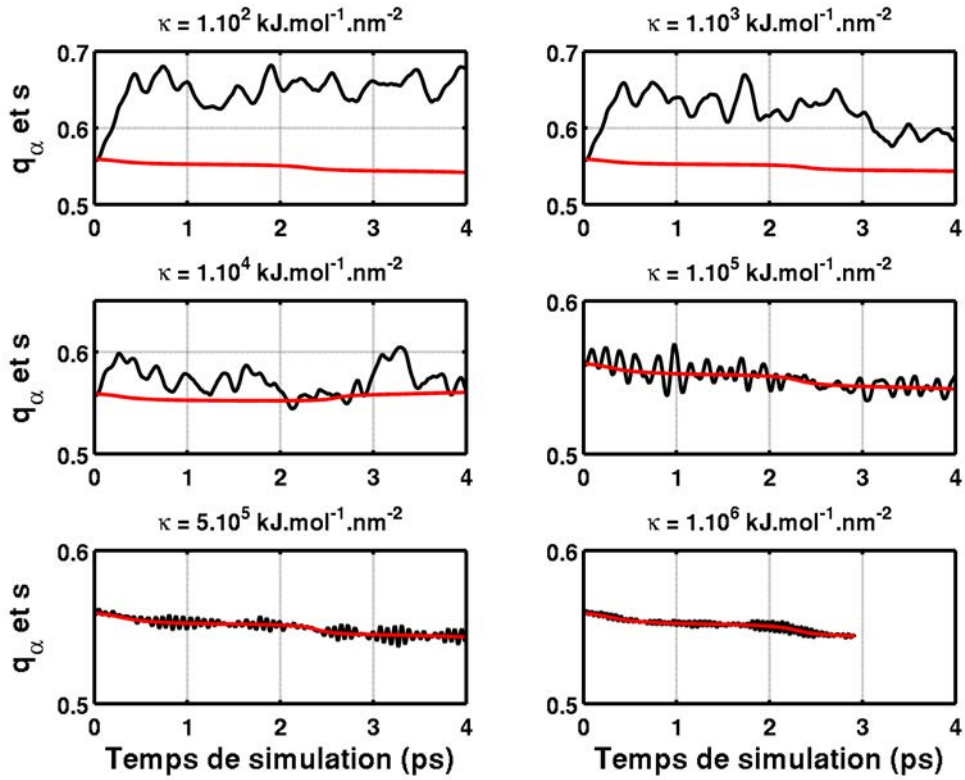 κ = 1.10² kJ.mol⁻¹.nm⁻²
κ = 1.10³ kJ.mol⁻¹.nm⁻²
0.7
0.6
0.5
q_α et s
0 1 2 3 4
0.7
0.6
0.5
0 1 2 3 4
κ = 1.10⁴ kJ.mol⁻¹.nm⁻²
κ = 1.10⁵ kJ.mol⁻¹.nm⁻²
0.6
0.5
q_α et s
0 1 2 3 4
0.6
0.5
0 1 2 3 4
κ = 5.10⁵ kJ.mol⁻¹.nm⁻²
κ = 1.10⁶ kJ.mol⁻¹.nm⁻²
0.6
0.5
q_α et s
0 1 2 3 4
0.6
0.5
0 1 2 3 4
Temps de simulation (ps)
Temps de simulation (ps)